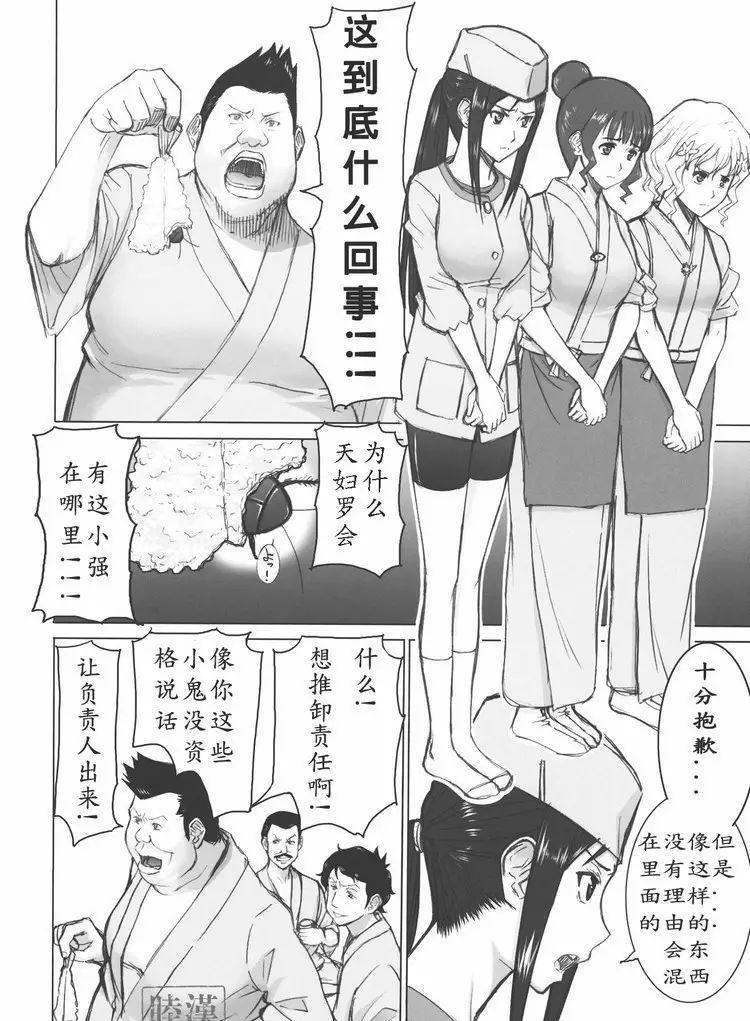 这到底什么回事!!!
为什么
天妇罗会
有这小强
在哪里!!!
よっ!
十分抱歉...
但是...
像这样的东西
没有理由会混
在里面的
什么!
想推卸责任啊!
像你这些
小鬼没资
格说话
让负责人出来!
睦漢